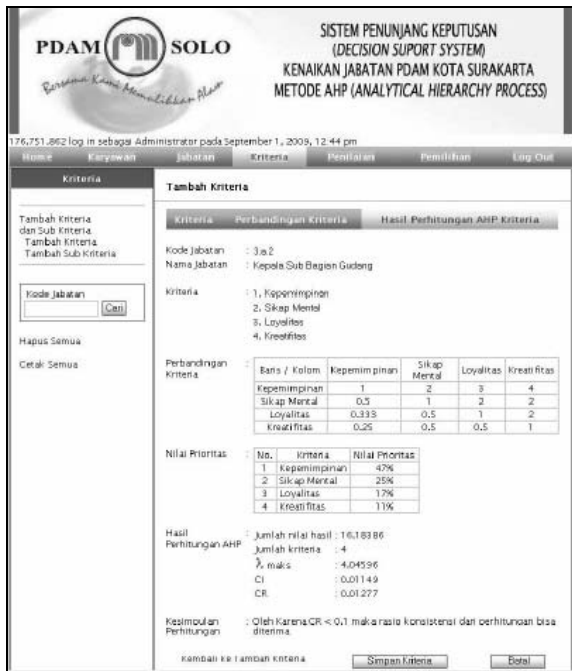 PDAM SOLO
Bersama Kami Memulihkan Alam
SISTEM PENUNJANG KEPUTUSAN
(DECISION SUPORT SYSTEM)
KENAIKAN JABATAN PDAM KOTA SURAKARTA
METODE AHP (ANALYTICAL HIERARCHY PROCESS)
176.751.862 log in sebagai Administrator pada September 1, 2009, 12:44 pm
Home Karyawan Jabatan Kriteria Penilaian Pemilihan Log Out
Kriteria
Tambah Kriteria
dan Sub Kriteria
Tambah Kriteria
Tambah Sub Kriteria
Kode Jabatan
Cari
Hapus Semua
Cetak Semua
Tambah Kriteria
Kriteria Perbandingan Kriteria Hasil Perhitungan AHP Kriteria
Kode Jabatan : 3.a.2
Nama Jabatan : Kepala Sub Bagian Gudang
Kriteria : 1. Kepemimpinan
2. Sikap Mental
3. Loyalitas
4. Kreatifitas
Perbandingan Kriteria :
Baris / Kolom Kepemimpinan Sikap Mental Loyalitas Kreatifitas
Kepemimpinan 1 2 3 4
Sikap Mental 0.5 1 2 2
Loyalitas 0.333 0.5 1 2
Kreatifitas 0.25 0.5 0.5 1
Nilai Prioritas :
No. Kriteria Nilai Prioritas
1 Kepemimpinan 47%
2 Sikap Mental 25%
3 Loyalitas 17%
4 Kreatifitas 11%
Hasil Perhitungan AHP : Jumlah nilai hasil : 16.18386
Jumlah kriteria : 4
λ maks : 4.04596
CI : 0.01149
CR : 0.01277
Kesimpulan Perhitungan : Oleh Karena CR < 0.1 maka rasio konsistensi dari perhitungan bisa
diterima.
Kembali Ke Tambah Kriteria Simpan Kriteria Batal